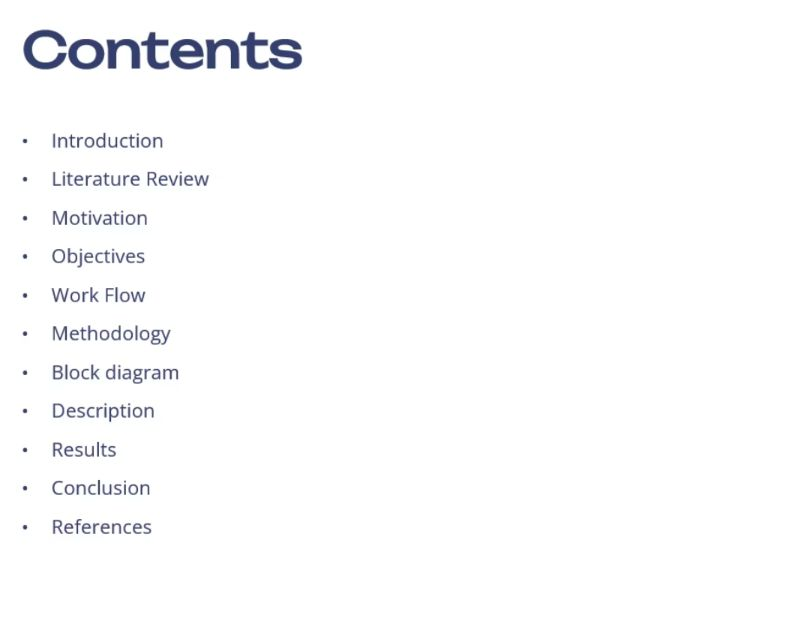 Contents
• Introduction
• Literature Review
• Motivation
• Objectives
• Work Flow
• Methodology
• Block diagram
• Description
• Results
• Conclusion
• References